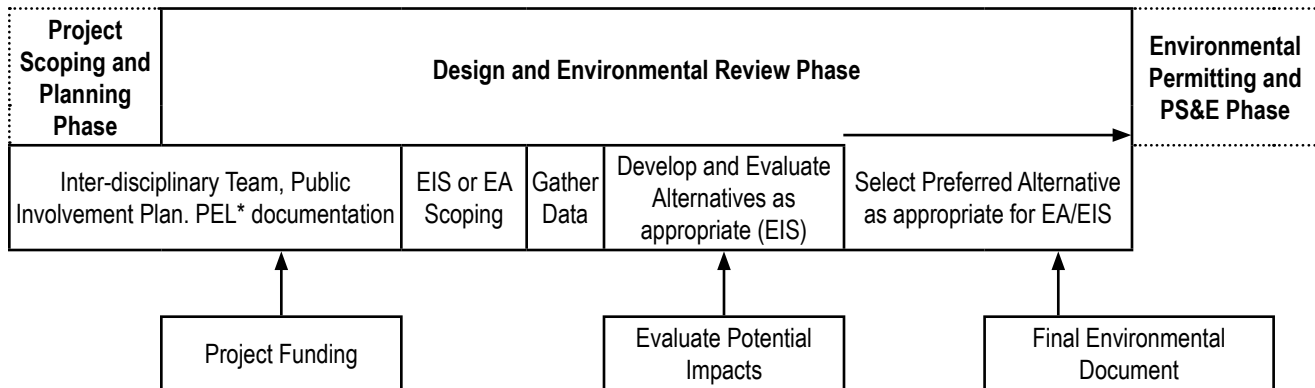 Project
Scoping and
Planning
Phase
Design and Environmental Review Phase
Environmental
Permitting and
PS&E Phase
Inter-disciplinary Team, Public
Involvement Plan. PEL* documentation
EIS or EA
Scoping
Gather
Data
Develop and Evaluate
Alternatives as
appropriate (EIS)
Select Preferred Alternative
as appropriate for EA/EIS
Project Funding
Evaluate Potential
Impacts
Final Environmental
Document